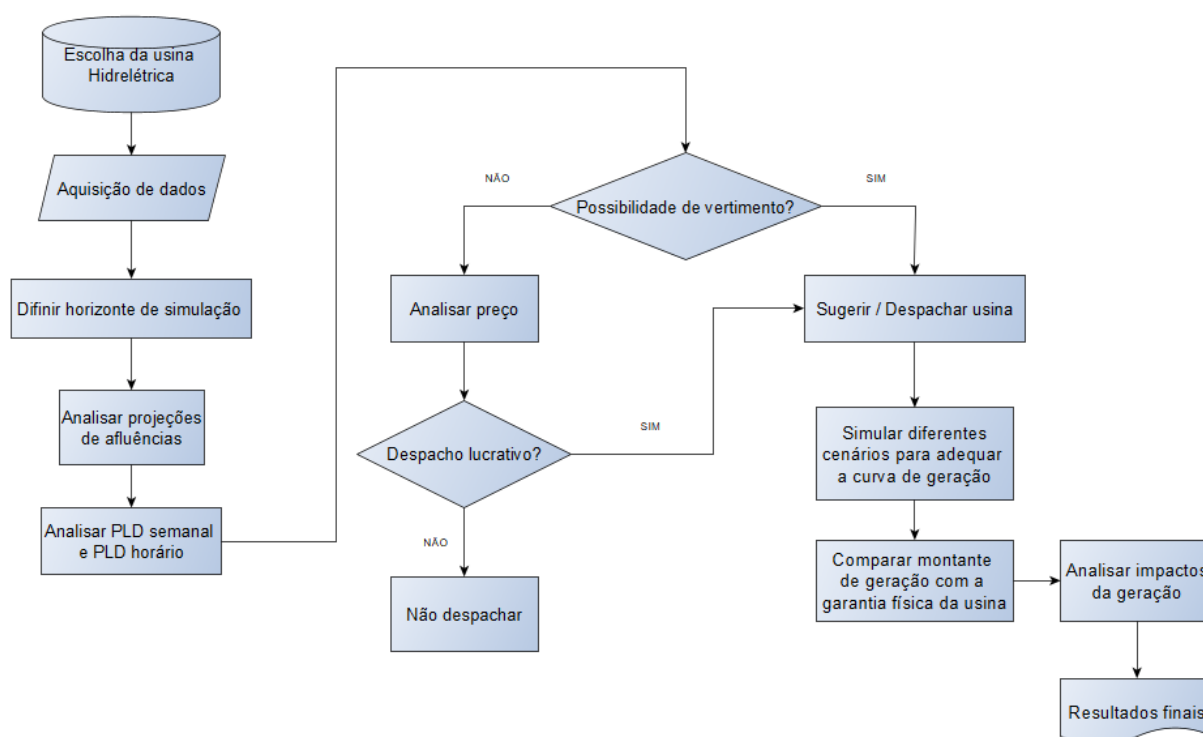 Escolha da usina
Hidrelétrica
Aquisição de dados
Difinir horizonte de simulação
Analisar projeções
de afluências
Analisar PLD semanal
e PLD horário
NÃO
SIM
Possibilidade de vertimento?
Analisar preço
Sugerir / Despachar usina
Despacho lucrativo?
SIM
NÃO
Não despachar
Simular diferentes
cenários para adequar
a curva de geração
Comparar montante
de geração com a
garantia física da usina
Analisar impactos
da geração
Resultados finais